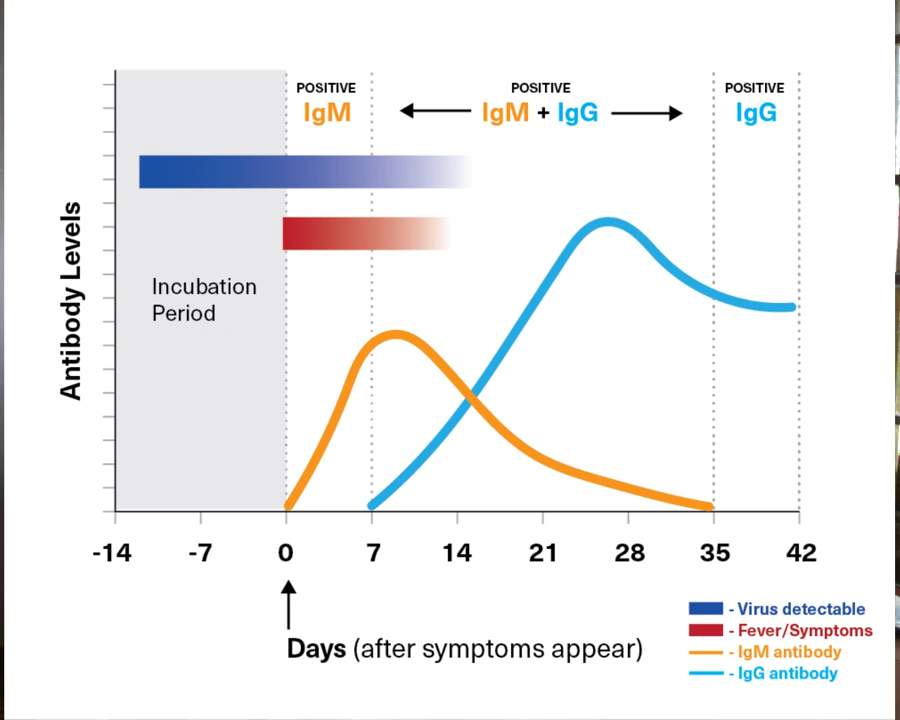 POSITIVE
IgM
POSITIVE
IgM + IgG
POSITIVE
IgG
Antibody Levels
Incubation
Period
-14 -7 0 7 14 21 28 35 42
Days (after symptoms appear)
- Virus detectable
- Fever/Symptoms
- IgM antibody
- IgG antibody